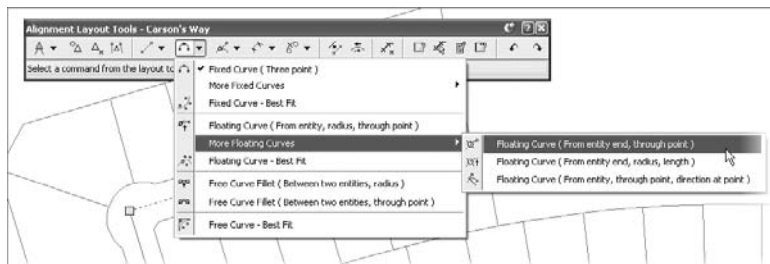 Alignment Layout Tools - Carson's Way
Select a command from the layout to
Fixed Curve ( Three point )
More Fixed Curves
Fixed Curve - Best Fit
Floating Curve ( From entity, radius, through point )
More Floating Curves
Floating Curve ( From entity end, through point )
Floating Curve ( From entity end, radius, length )
Floating Curve ( From entity, through point, direction at point )
Floating Curve - Best Fit
Free Curve Fillet ( Between two entities, radius )
Free Curve Fillet ( Between two entities, through point )
Free Curve - Best Fit